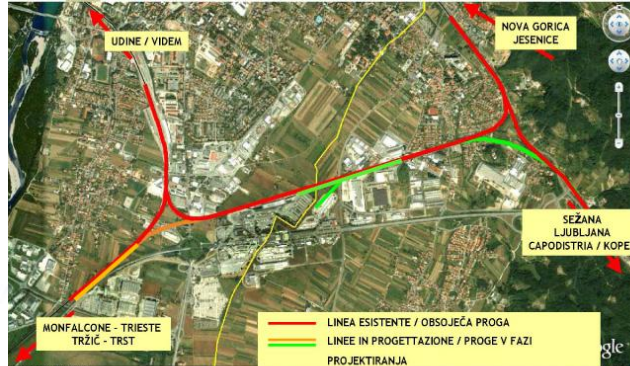 UDINE / VIDEM
NOVA GORICA
JESENICE
SEŽANA
LJUBLJANA
CAPODISTRIA / KOPE
MONFALCONE - TRIESTE
TRŽIČ - TRST
LINEA ESISTENTE / OBSOJEČA PROGA
LINEE IN PROGETTAZIONE / PROGE V FAZI
PROJEKTIRANJA